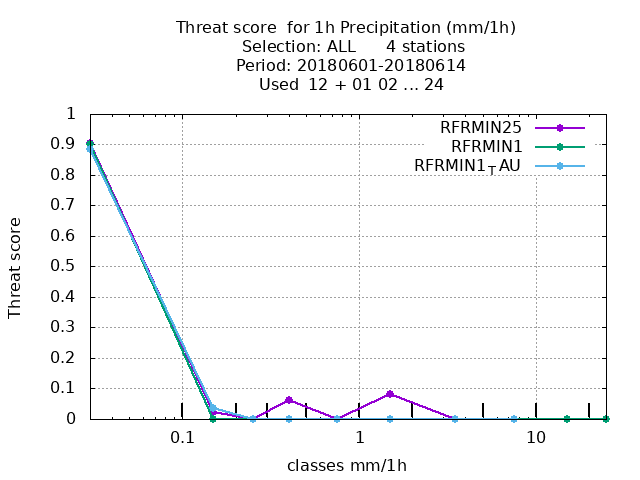 Threat score  for 1h Precipitation (mm/1h)
Selection: ALL      4 stations
Period: 20180601-20180614
Used  12 + 01 02 ... 24
RFRMIN25
RFRMIN1
RFRMIN1TAU
1
0.9
0.8
0.7
0.6
0.5
0.4
0.3
0.2
0.1
0
Threat score
0.1 1 10
classes mm/1h